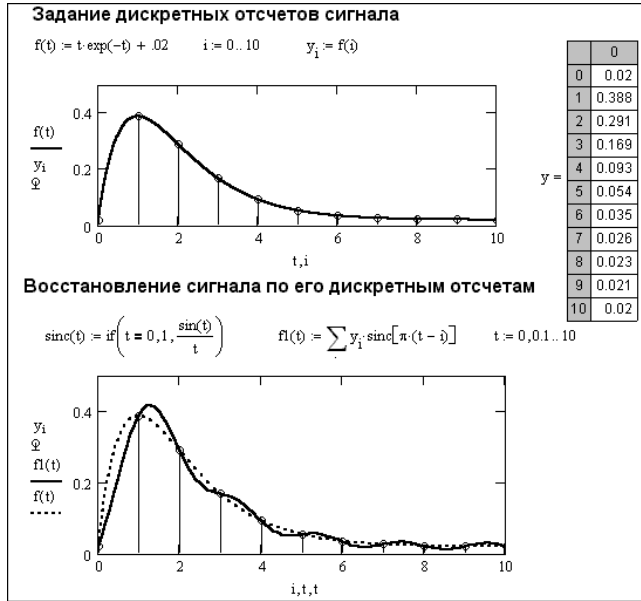 Задание дискретных отсчетов сигнала
f(t) := t·exp(−t) + .02 i := 0.. 10 y_i := f(i)
0.4
0.2
0
f(t)
y_i
0 2 4 6 8 10
t,i
y =
0
0 0.02
1 0.388
2 0.291
3 0.169
4 0.093
5 0.054
6 0.035
7 0.026
8 0.023
9 0.021
10 0.02
Восстановление сигнала по его дискретным отсчетам
sinc(t) := if(t = 0, 1, sin(t)/t) f1(t) := ∑ y_i·sinc[π·(t − i)] t := 0, 0.1.. 10
0.4
0.2
0
y_i
f1(t)
f(t)
0 2 4 6 8 10
i,t,t